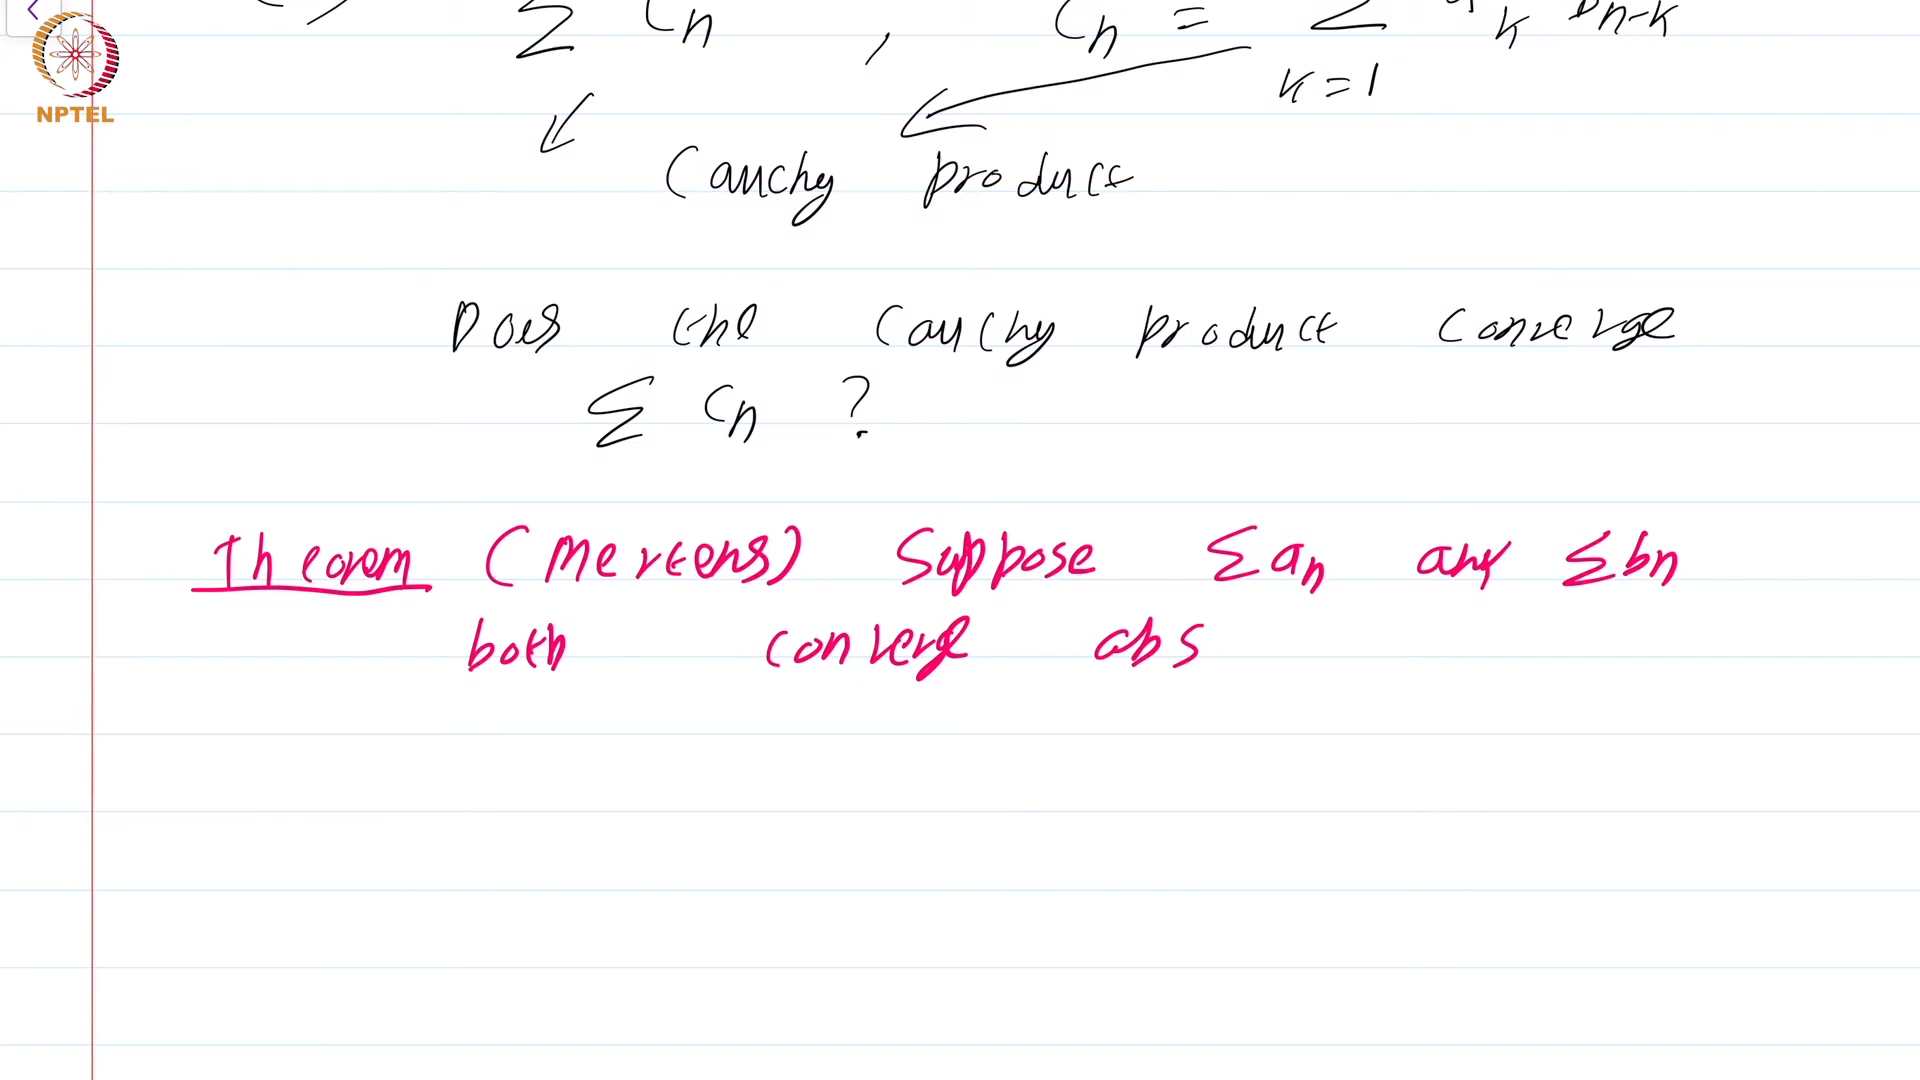 Σ Cn , Cn = Σ k=1 k bn-k
NPTEL
Cauchy product
Does the Cauchy product converge
Σ Cn ?
Theorem (Mertens) Suppose Σan and Σbn
both converge abs